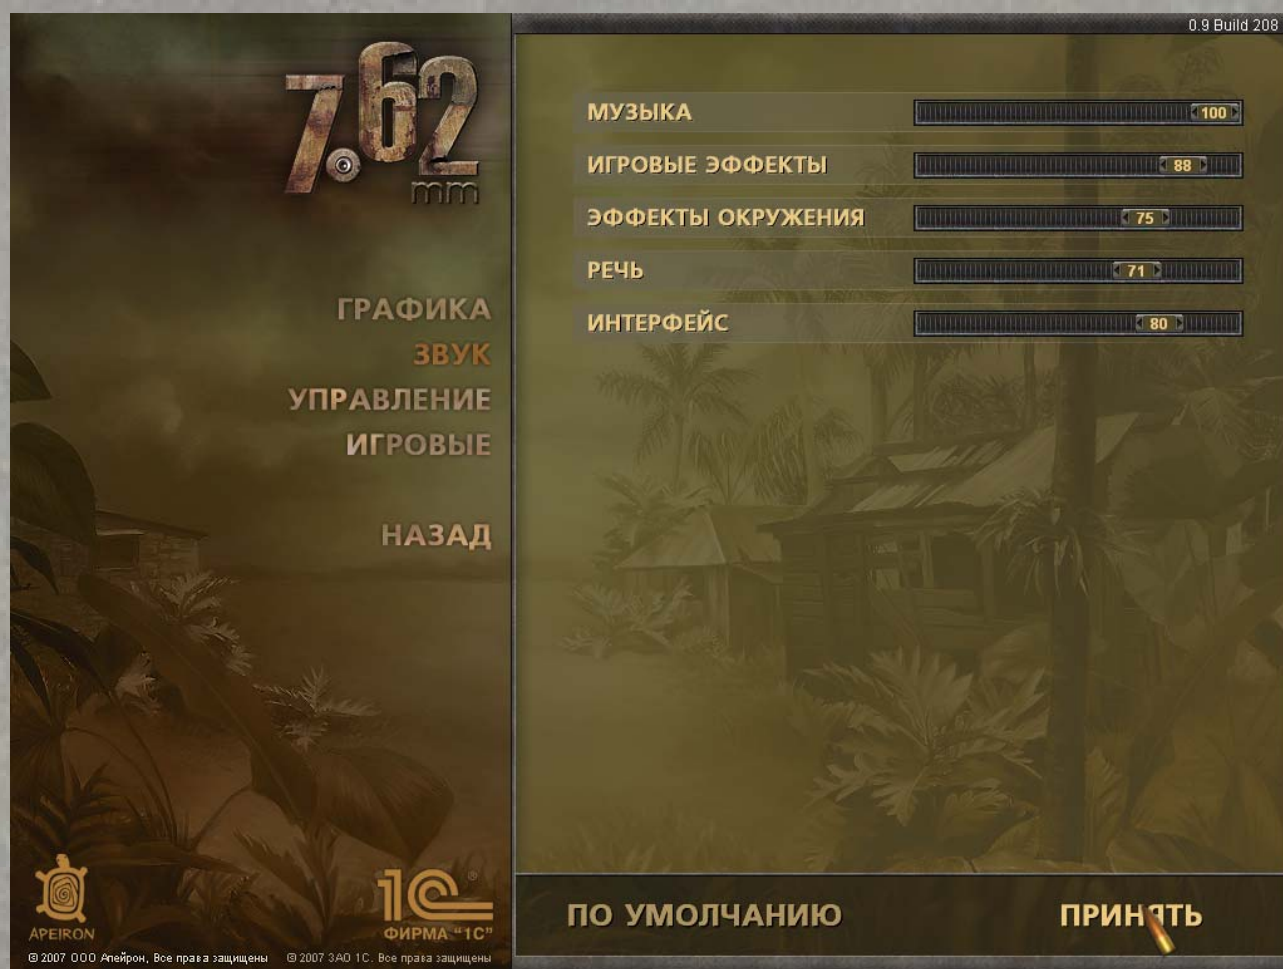 0.9 Build 208
7.62
mm
ГРАФИКА
ЗВУК
УПРАВЛЕНИЕ
ИГРОВЫЕ
НАЗАД
МУЗЫКА 100
ИГРОВЫЕ ЭФФЕКТЫ 88
ЭФФЕКТЫ ОКРУЖЕНИЯ 75
РЕЧЬ 71
ИНТЕРФЕЙС 80
ПО УМОЛЧАНИЮ
ПРИНЯТЬ
APEIRON
1С®
ФИРМА "1С"
© 2007 ООО Апейрон, Все права защищены
© 2007 ЗАО 1С. Все права защищены